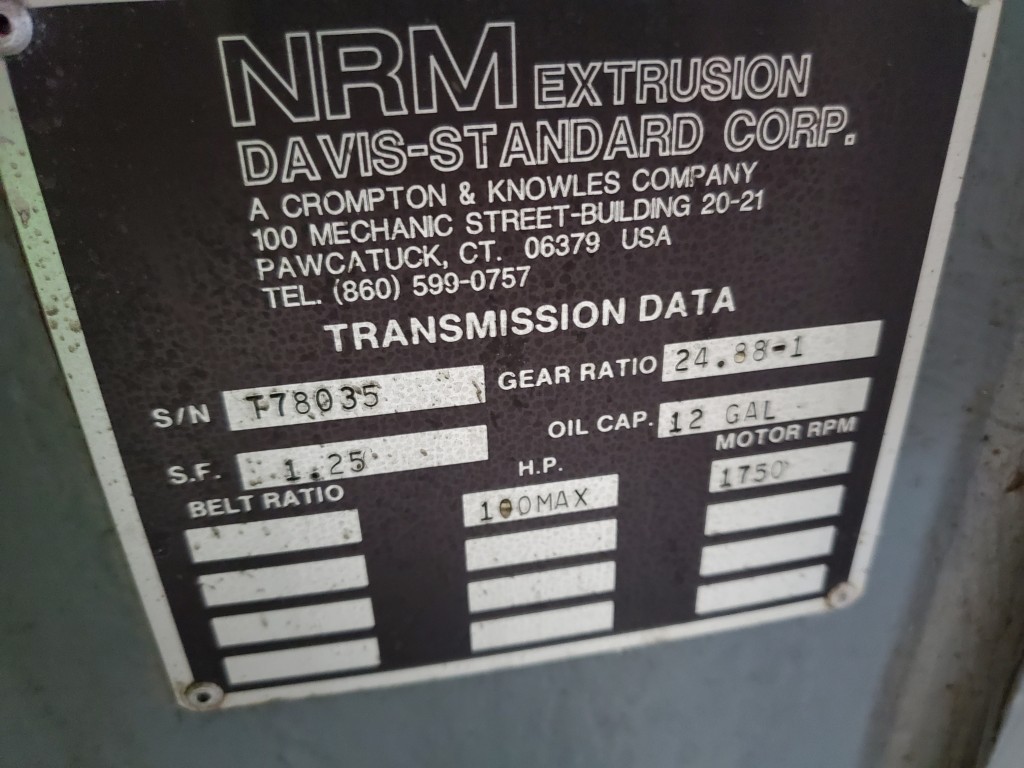 NRM EXTRUSION
DAVIS-STANDARD CORP.
A CROMPTON & KNOWLES COMPANY
100 MECHANIC STREET-BUILDING 20-21
PAWCATUCK, CT. 06379 USA
TEL. (860) 599-0757
TRANSMISSION DATA
S/N T78035 GEAR RATIO 24.88-1
S.F. 1.25 OIL CAP. 12 GAL
BELT RATIO H.P. MOTOR RPM
100MAX 1750